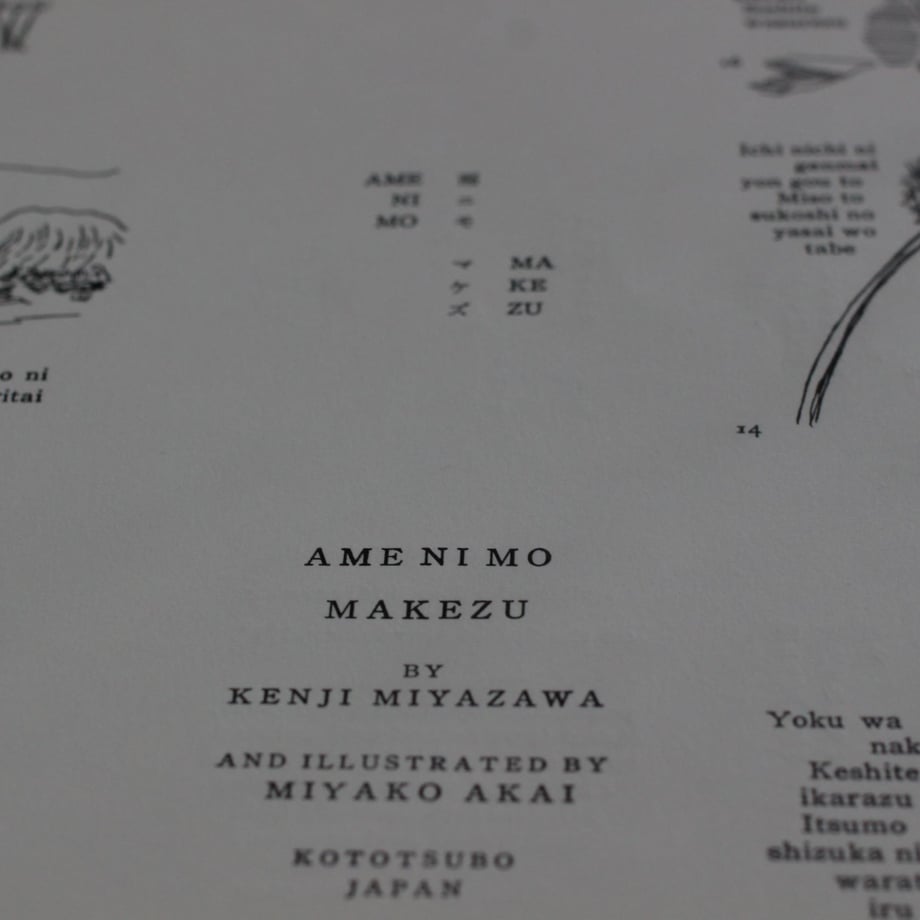 o ni
itai
AME 雨
NI ニ
MO モ
マ MA
ケ KE
ズ ZU
AME NI MO
MAKEZU
BY
KENJI MIYAZAWA
AND ILLUSTRATED BY
MIYAKO AKAI
KOTOTSUBO
JAPAN
Ichi nichi ni
genmai
yon gou to
Miso to
sukoshi no
yasai wo
tabe
14
Yoku wa
nak
Keshite
ikarazu
Itsumo
shizuka ni
warat
iru